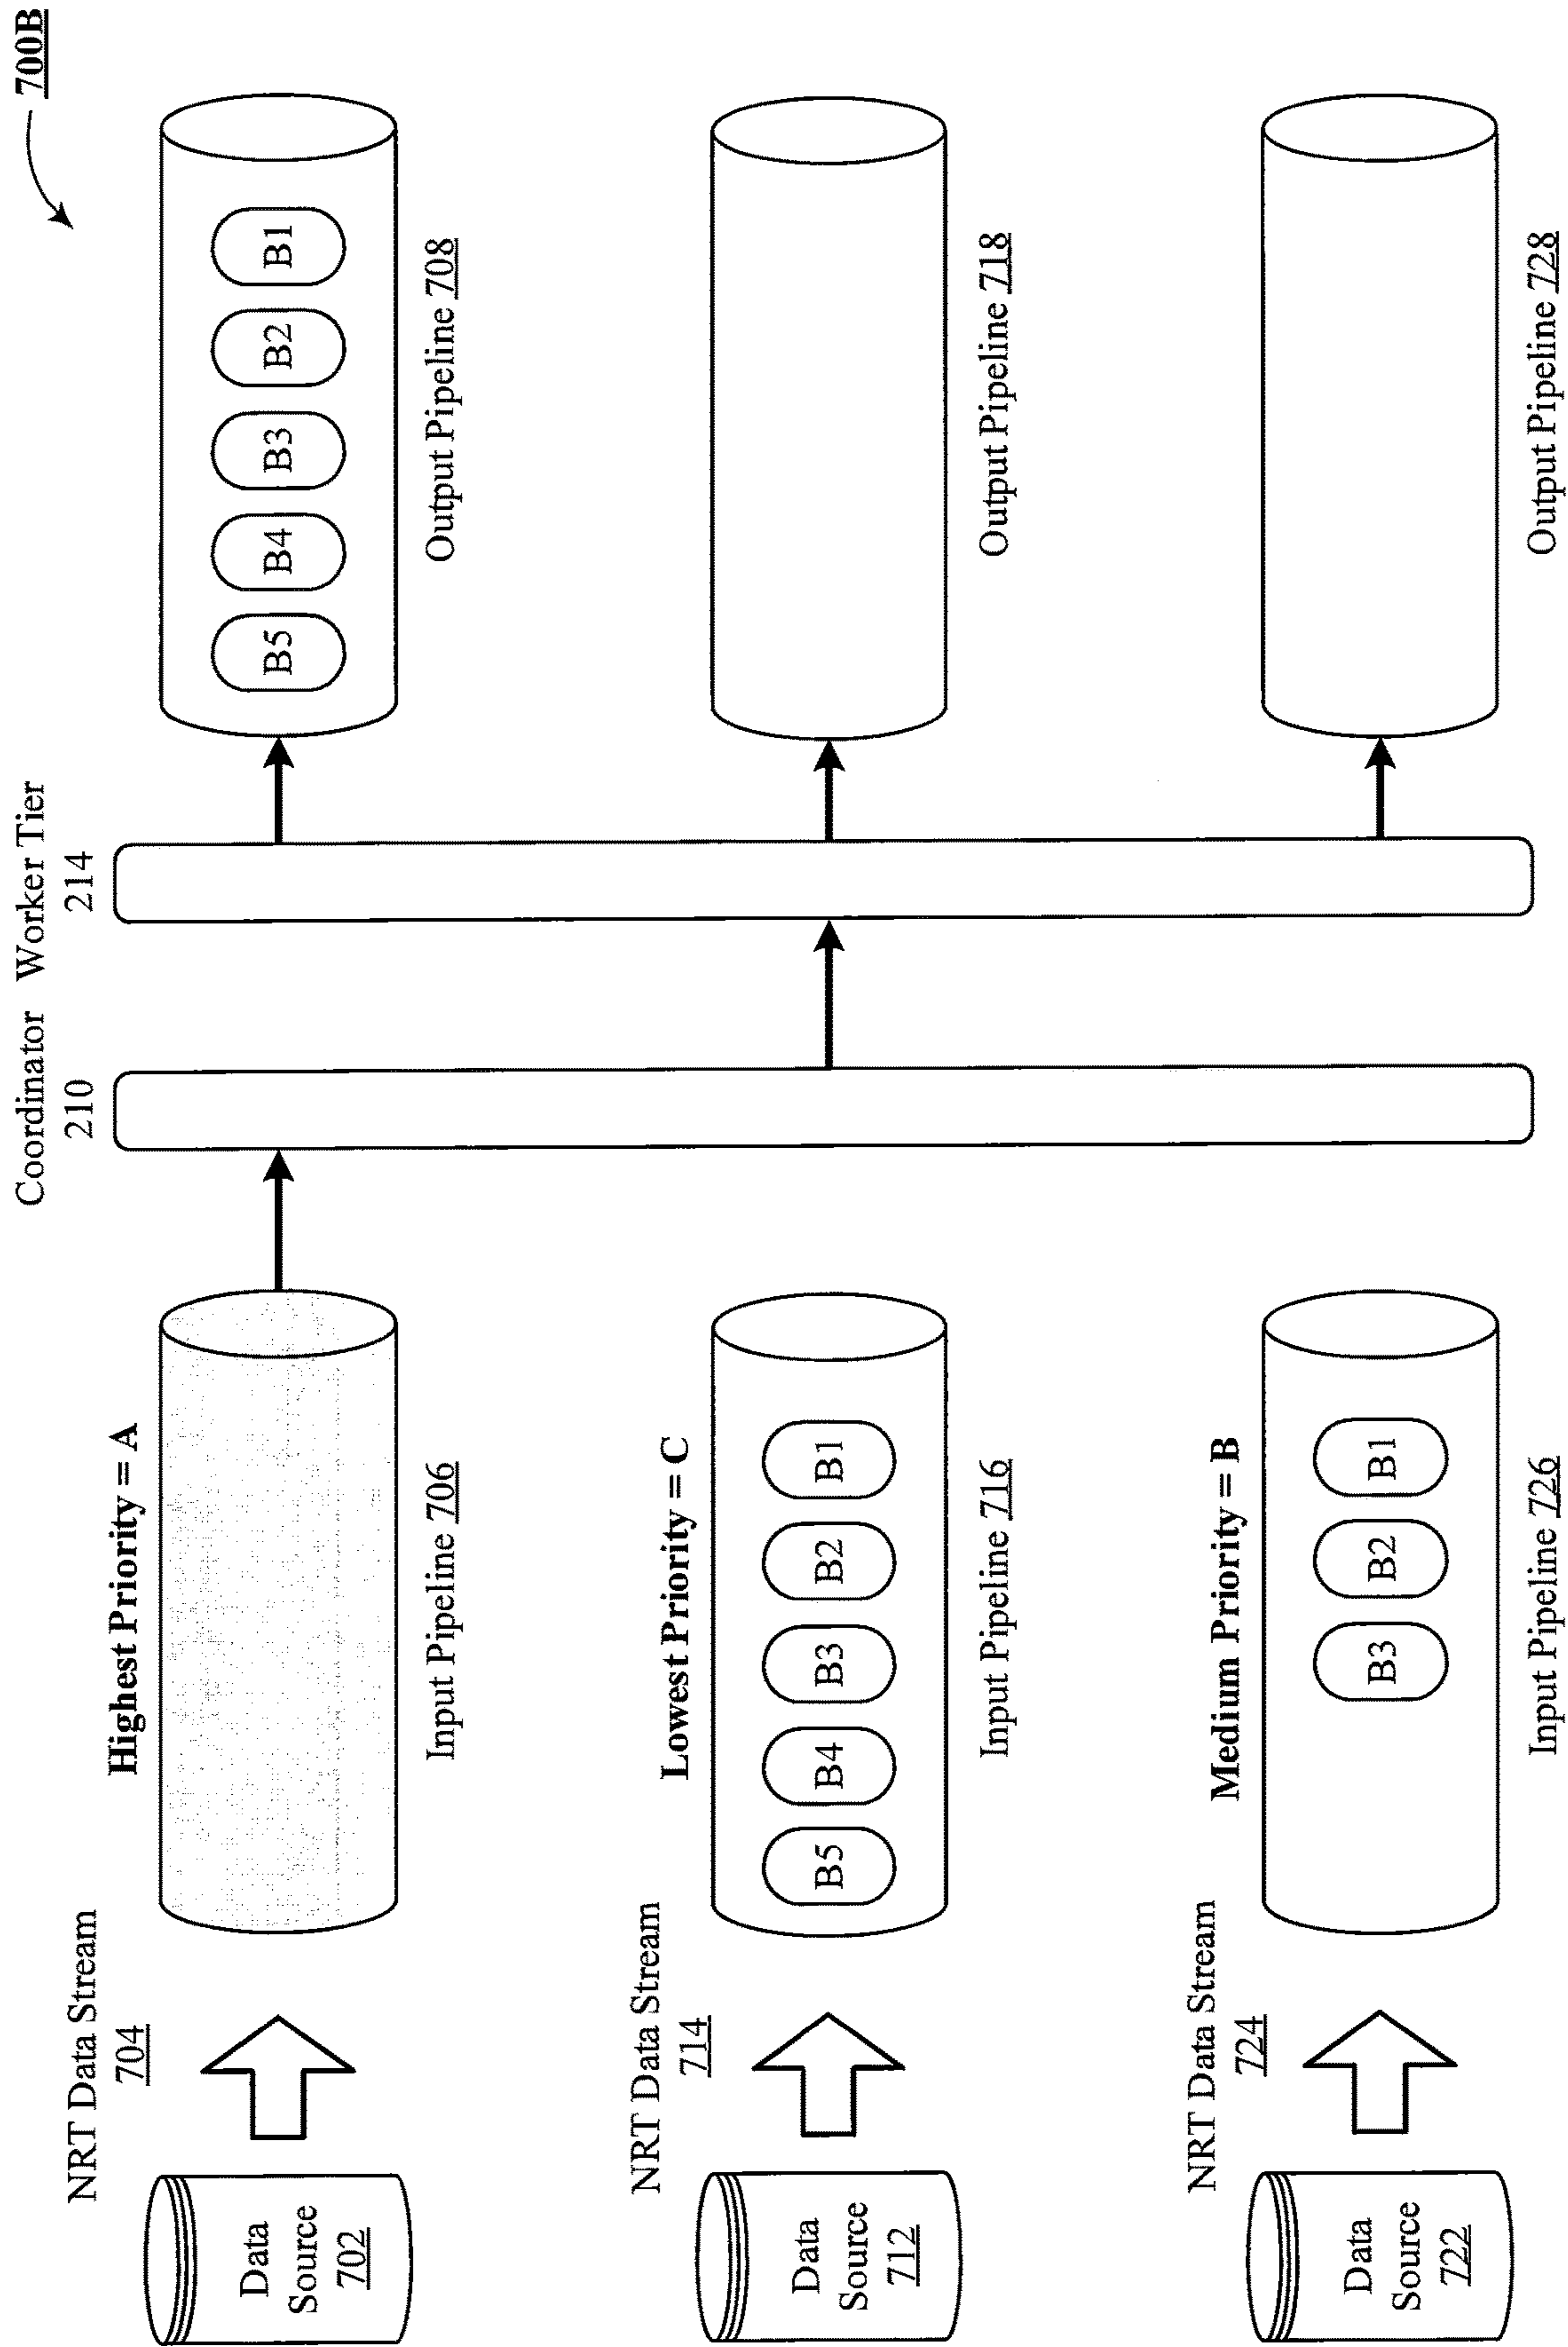 700B
Coordinator
210
Worker Tier
214
NRT Data Stream
704
Highest Priority = A
Data
Source
702
B5
B4
B3
B2
B1
Input Pipeline 706
Output Pipeline 708
NRT Data Stream
714
Lowest Priority = C
Data
Source
712
B5
B4
B3
B2
B1
Input Pipeline 716
Output Pipeline 718
NRT Data Stream
724
Medium Priority = B
Data
Source
722
B3
B2
B1
Input Pipeline 726
Output Pipeline 728